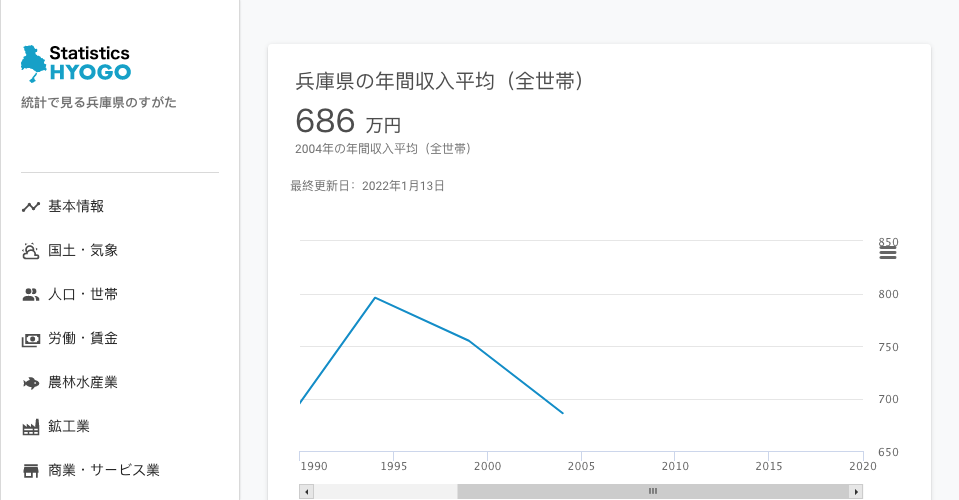 Statistics
HYOGO
統計で見る兵庫県のすがた
基本情報
国土・気象
人口・世帯
労働・賃金
農林水産業
鉱工業
商業・サービス業
兵庫県の年間収入平均（全世帯）
686 万円
2004年の年間収入平均（全世帯）
最終更新日：2022年1月13日
850
800
750
700
650
1990 1995 2000 2005 2010 2015 2020